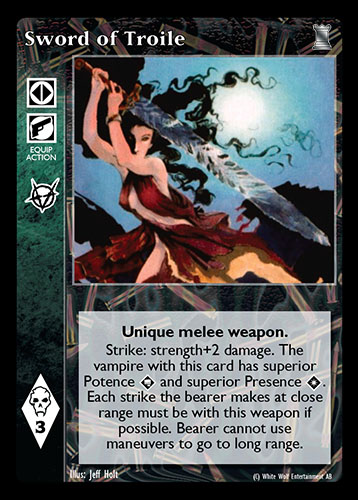 Sword of Troile
EQUIP
ACTION
Unique melee weapon.
Strike: strength+2 damage. The
vampire with this card has superior
Potence and superior Presence .
Each strike the bearer makes at close
range must be with this weapon if
possible. Bearer cannot use
maneuvers to go to long range.
3
Illus: Jeff Holt
(C) White Wolf Entertainment AB